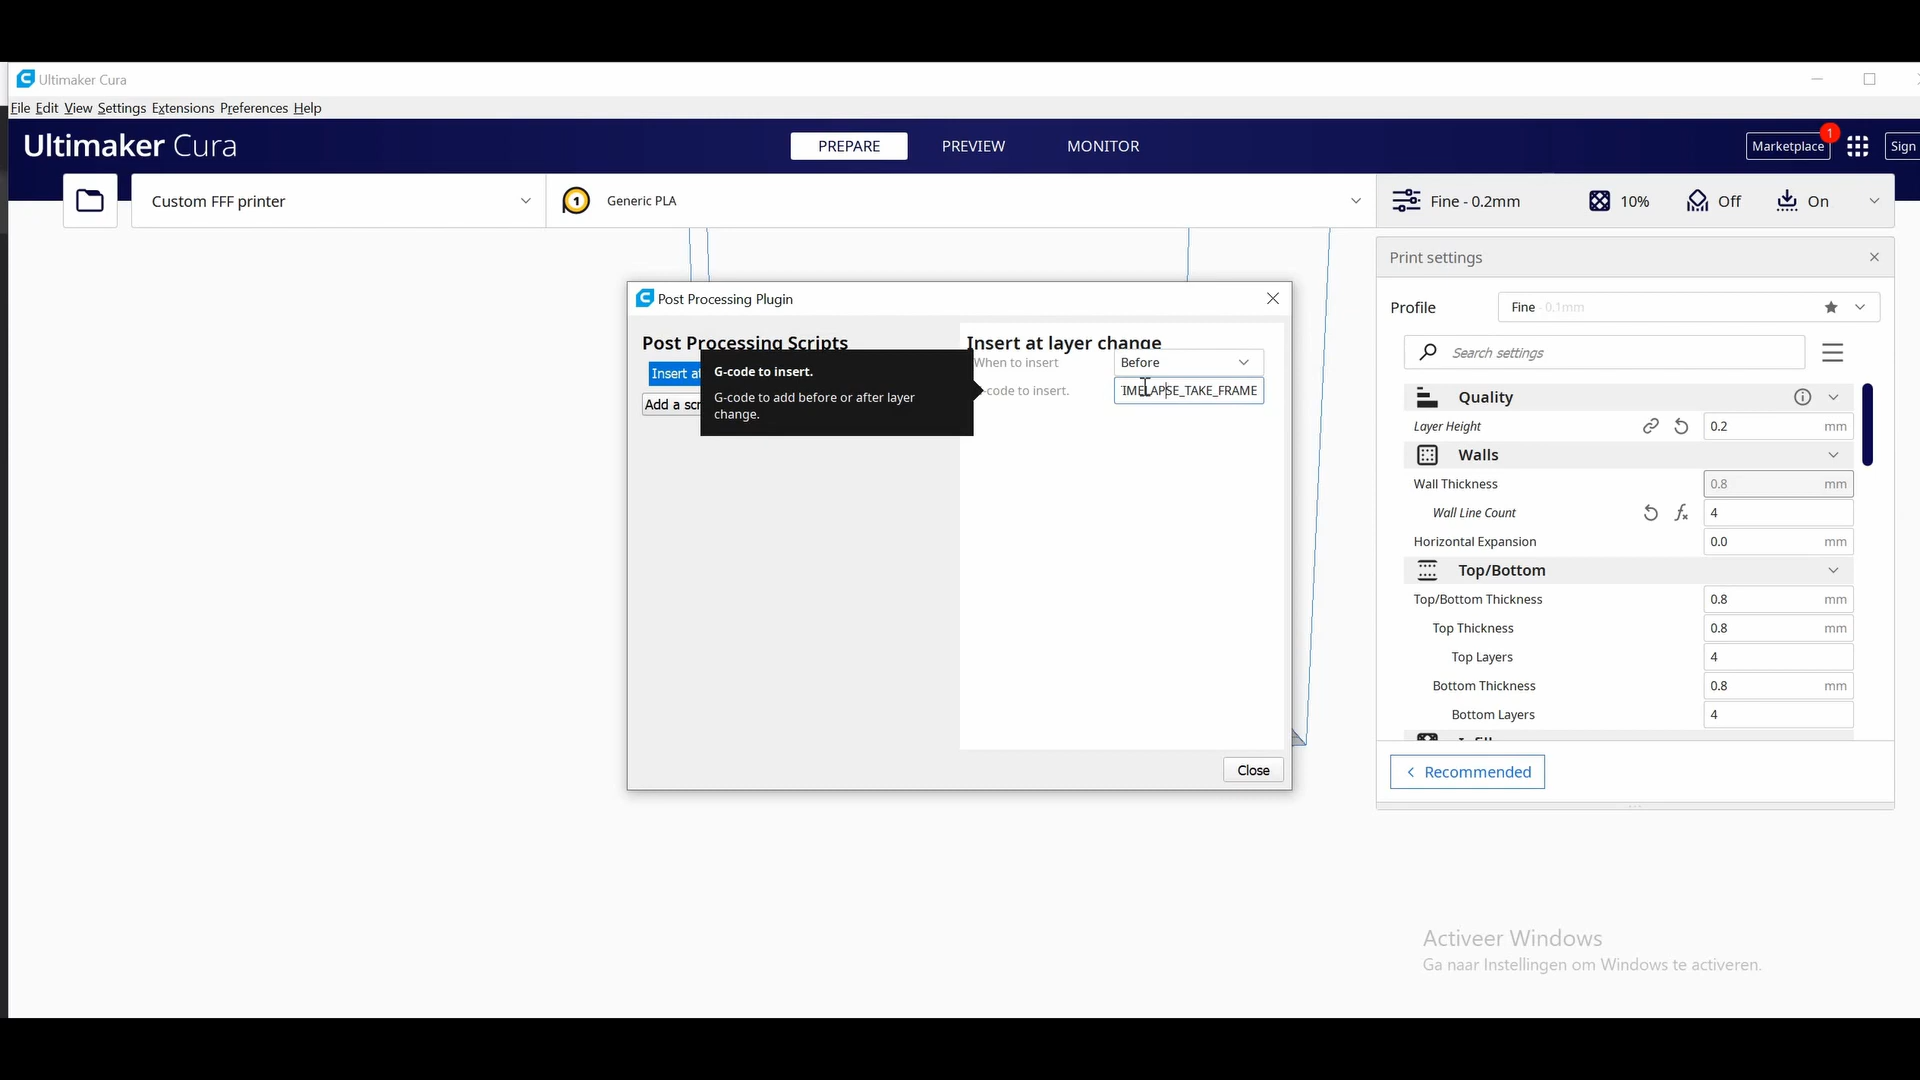 Ultimaker Cura
File Edit View Settings Extensions Preferences Help
Ultimaker Cura
PREPARE
PREVIEW
MONITOR
Marketplace
1
Sign
Custom FFF printer
1
Generic PLA
Fine - 0.2mm
10%
Off
On
Print settings
Profile
Fine - 0.1mm
Search settings
Quality
Layer Height
0.2 mm
Walls
Wall Thickness
0.8 mm
Wall Line Count
4
Horizontal Expansion
0.0 mm
Top/Bottom
Top/Bottom Thickness
0.8 mm
Top Thickness
0.8 mm
Top Layers
4
Bottom Thickness
0.8 mm
Bottom Layers
4
Recommended
Post Processing Plugin
Post Processing Scripts
Insert at
Add a scr
G-code to insert.
G-code to add before or after layer
change.
Insert at layer change
When to insert
Before
-code to insert.
IMELAPSE_TAKE_FRAME
Close
Activeer Windows
Ga naar Instellingen om Windows te activeren.